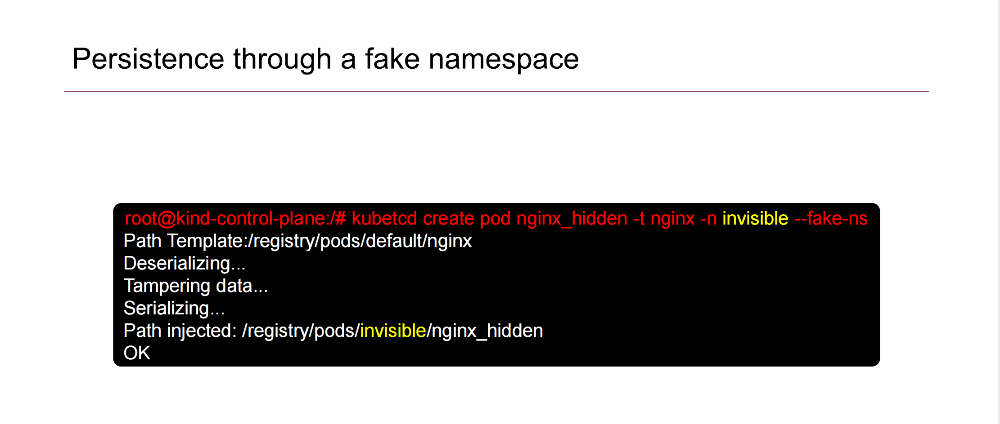 Persistence through a fake namespace
root@kind-control-plane:/# kubetcd create pod nginx_hidden -t nginx -n invisible --fake-ns
Path Template:/registry/pods/default/nginx
Deserializing...
Tampering data...
Serializing...
Path injected: /registry/pods/invisible/nginx_hidden
OK